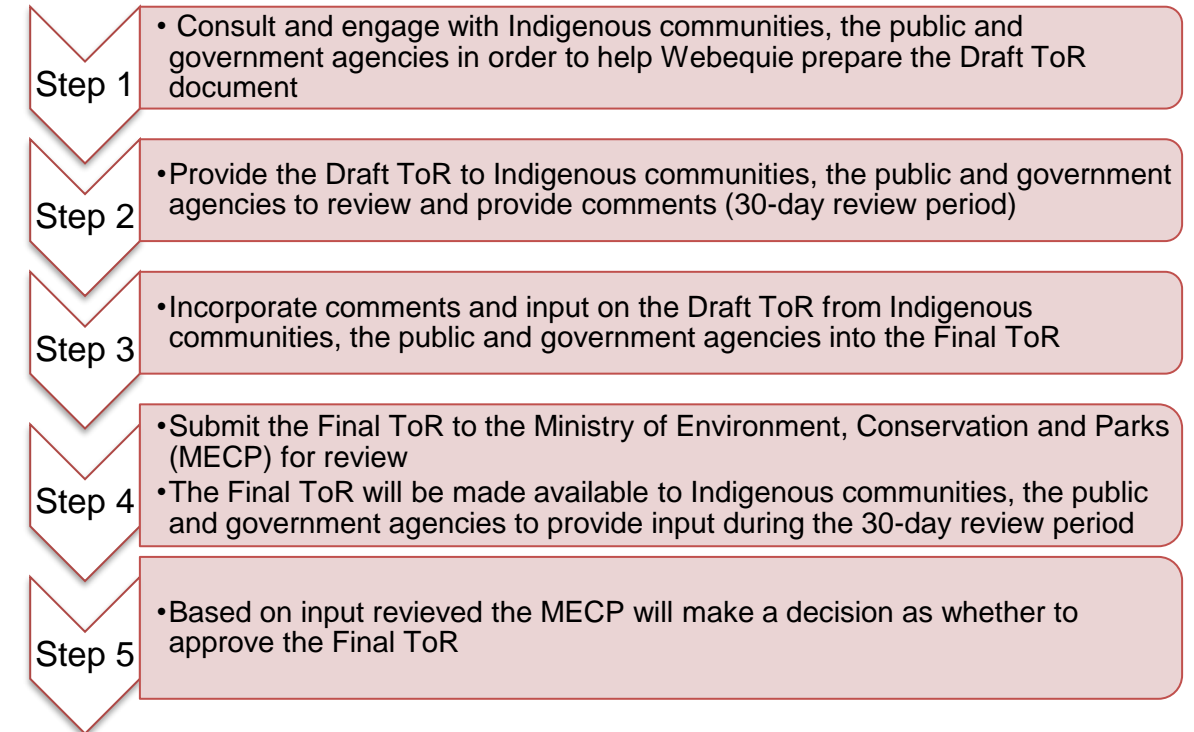 Step 1
• Consult and engage with Indigenous communities, the public and
government agencies in order to help Webequie prepare the Draft ToR
document
Step 2
•Provide the Draft ToR to Indigenous communities, the public and government
agencies to review and provide comments (30-day review period)
Step 3
•Incorporate comments and input on the Draft ToR from Indigenous
communities, the public and government agencies into the Final ToR
Step 4
•Submit the Final ToR to the Ministry of Environment, Conservation and Parks
(MECP) for review
•The Final ToR will be made available to Indigenous communities, the public
and government agencies to provide input during the 30-day review period
Step 5
•Based on input revieved the MECP will make a decision as whether to
approve the Final ToR